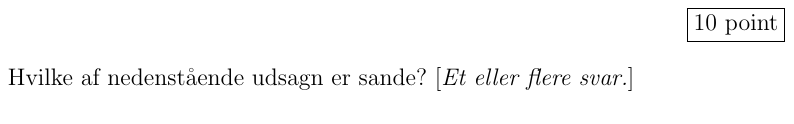 10 point
Hvilke af nedenstående udsagn er sande? [Et eller flere svar.]